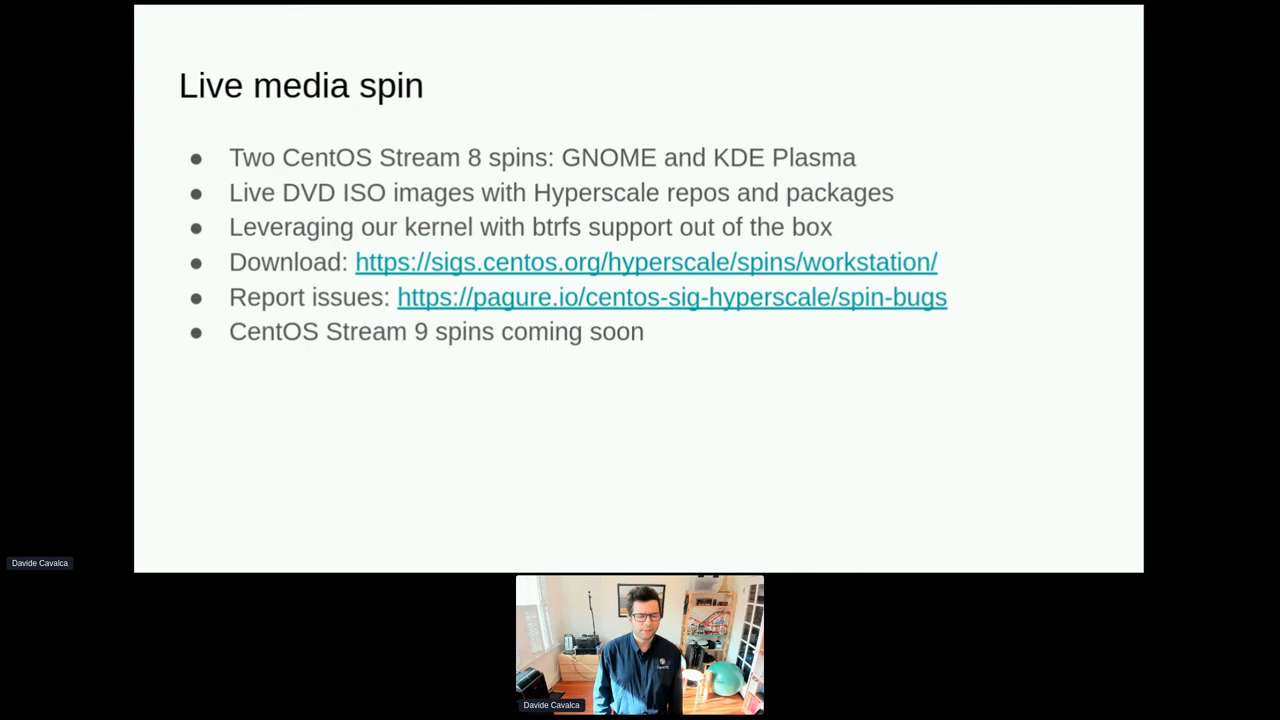 Live media spin
● Two CentOS Stream 8 spins: GNOME and KDE Plasma
● Live DVD ISO images with Hyperscale repos and packages
● Leveraging our kernel with btrfs support out of the box
● Download: https://sigs.centos.org/hyperscale/spins/workstation/
● Report issues: https://pagure.io/centos-sig-hyperscale/spin-bugs
● CentOS Stream 9 spins coming soon
Davide Cavalca
Davide Cavalca